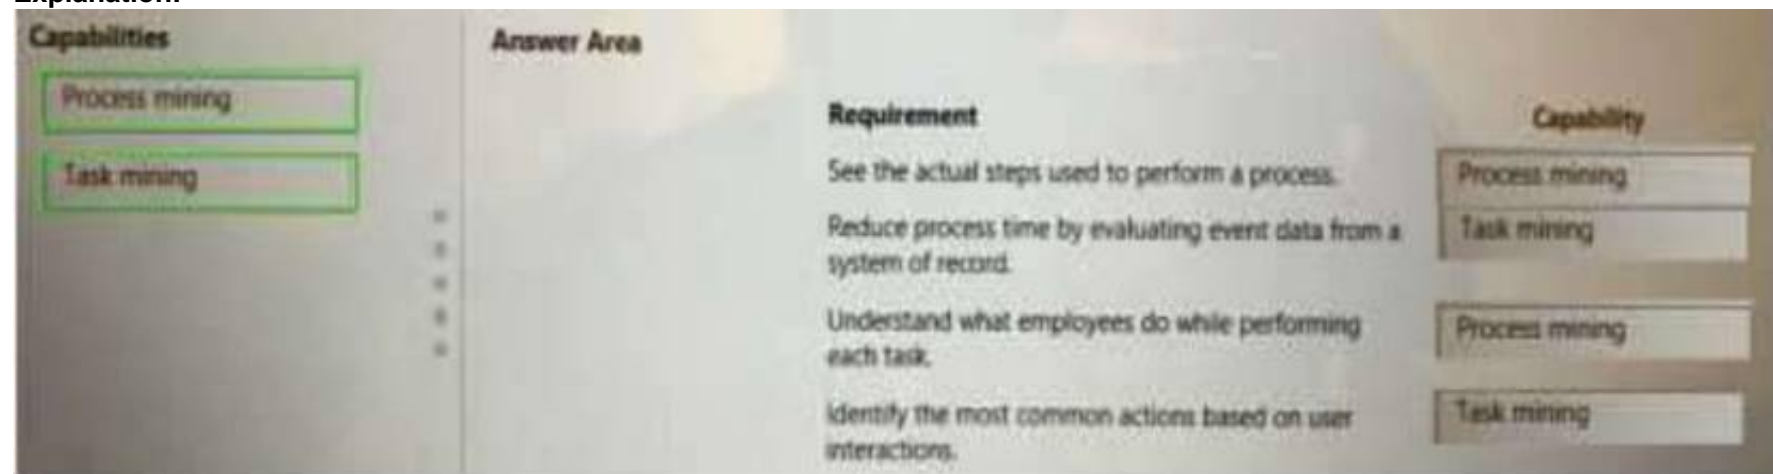 Explanation:
Capabilities
Answer Area
Process mining
Task mining
Requirement
Capability
See the actual steps used to perform a process.
Process mining
Reduce process time by evaluating event data from a
system of record.
Task mining
Understand what employees do while performing
each task.
Process mining
Identify the most common actions based on user
interactions.
Task mining